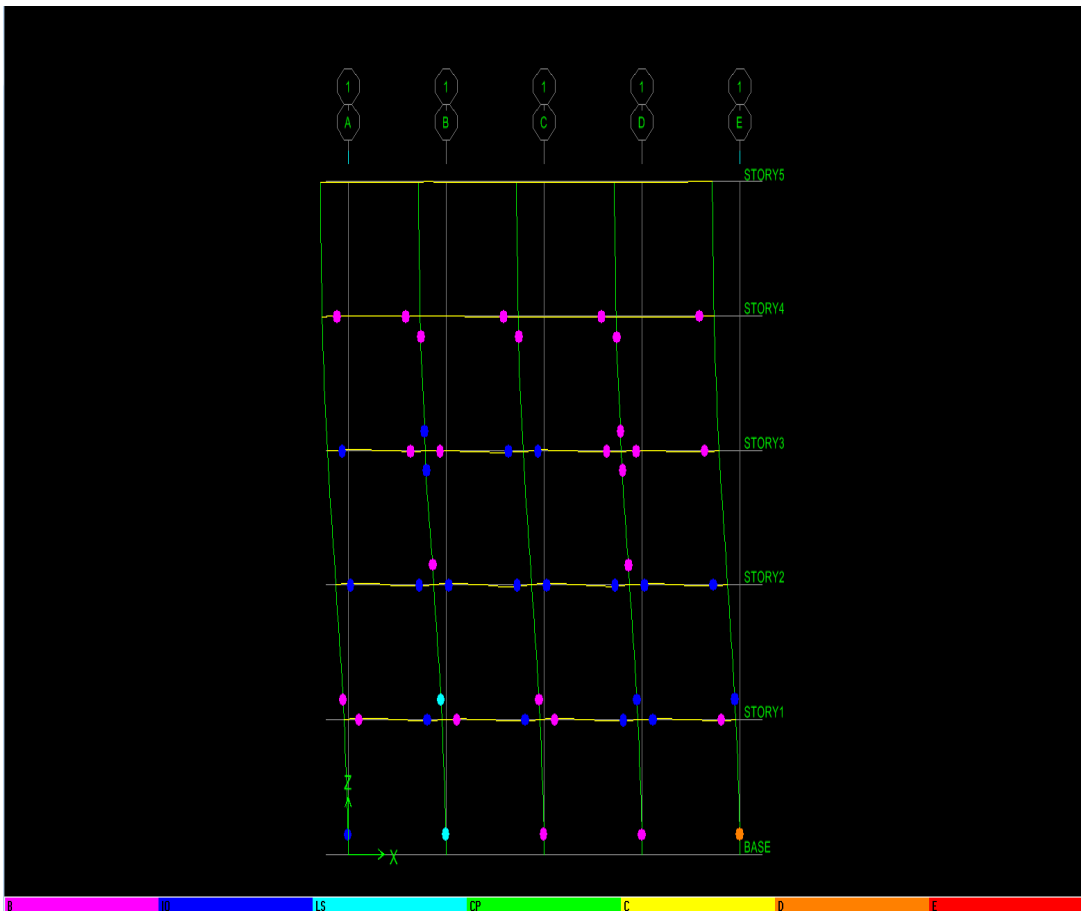 1 1 1 1 1
A B C D E
STORY5
STORY4
STORY3
STORY2
STORY1
Z
X
BASE
B IO LS CP C D E